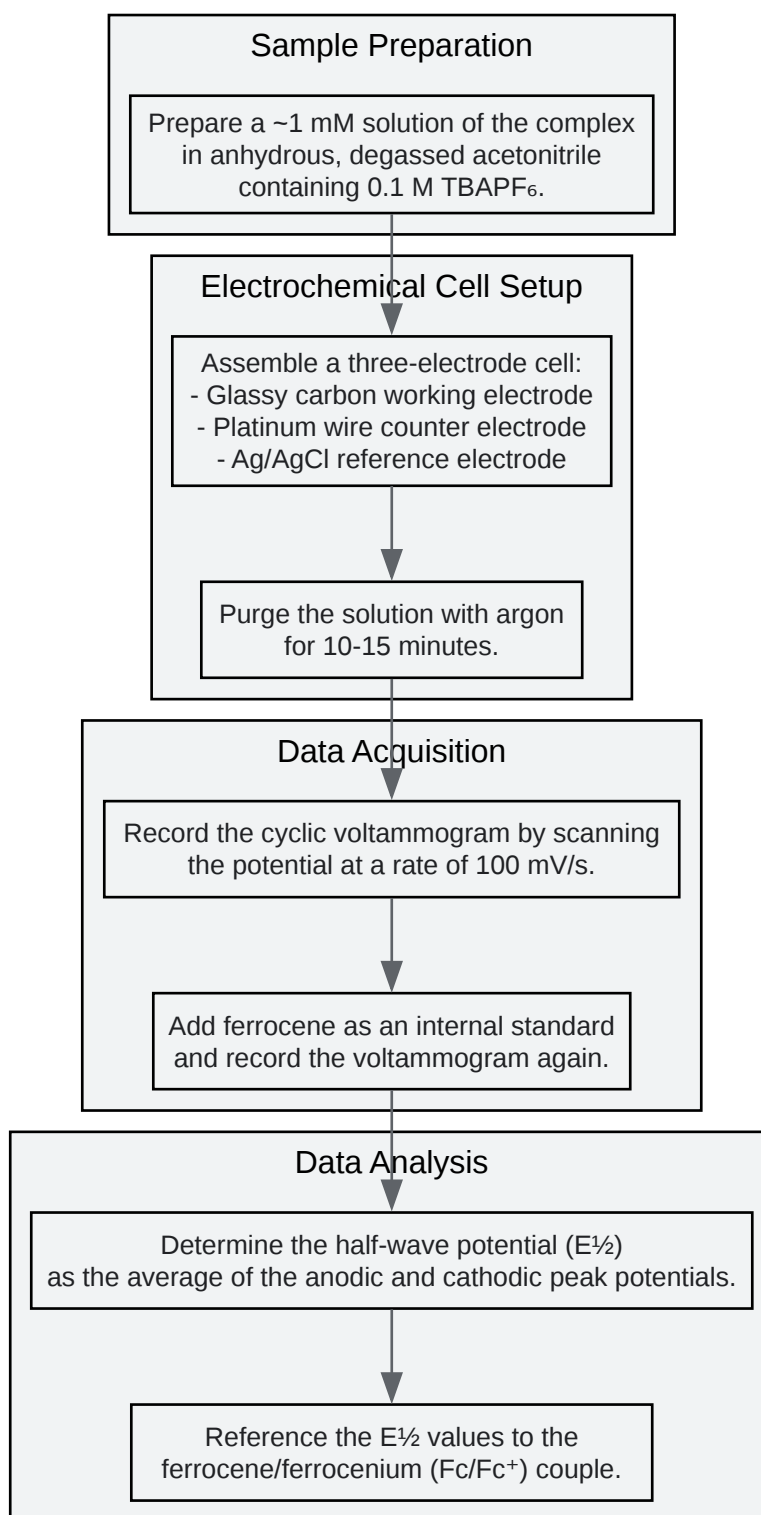 Sample Preparation
Prepare a ~1 mM solution of the complex
in anhydrous, degassed acetonitrile
containing 0.1 M TBAPF₆.
Electrochemical Cell Setup
Assemble a three-electrode cell:
- Glassy carbon working electrode
- Platinum wire counter electrode
- Ag/AgCl reference electrode
Purge the solution with argon
for 10-15 minutes.
Data Acquisition
Record the cyclic voltammogram by scanning
the potential at a rate of 100 mV/s.
Add ferrocene as an internal standard
and record the voltammogram again.
Data Analysis
Determine the half-wave potential (E½)
as the average of the anodic and cathodic peak potentials.
Reference the E½ values to the
ferrocene/ferrocenium (Fc/Fc⁺) couple.